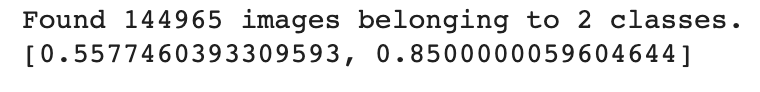 Found 144965 images belonging to 2 classes.
[0.5577460393309593, 0.8500000059604644]